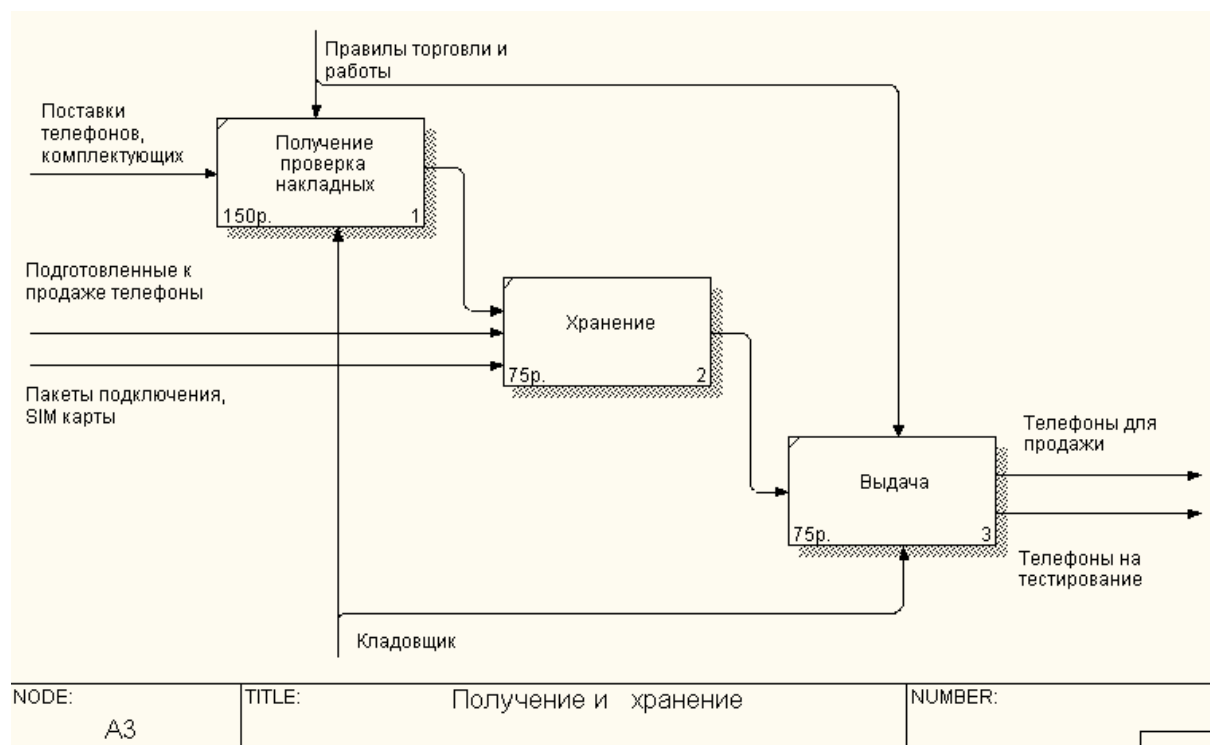 Правилы торговли и
работы
Поставки
телефонов,
комплектующих
Получение
проверка
накладных
150р. 1
Подготовленные к
продаже телефоны
Хранение
75р. 2
Пакеты подключения,
SIM карты
Телефоны для
продажи
Выдача
75р. 3
Телефоны на
тестирование
Кладовщик
NODE: TITLE: Получение и хранение NUMBER:
A3